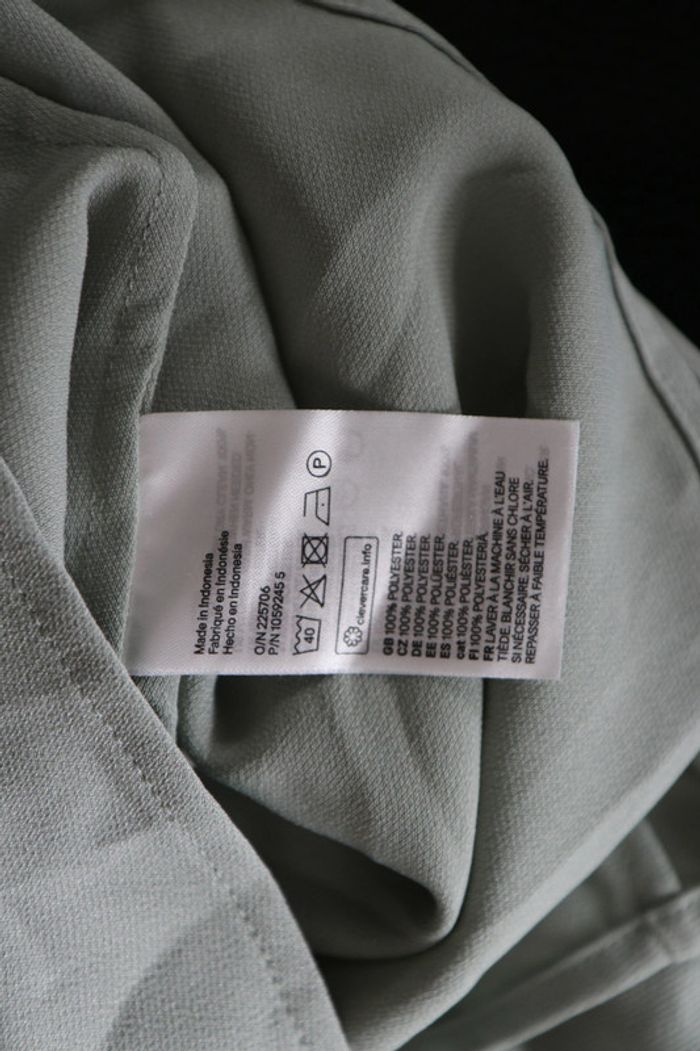 Made in Indonesia
Fabriqué en Indonésie
Hecho en Indonesia
O/N 225706
P/N 1059245 5
40
P
clevercare.info
GB 100% POLYESTER.
CZ 100% POLYESTER.
DE 100% POLYESTER.
EE 100% POLÜESTER.
ES 100% POLIÉSTER.
cat 100% POLIÈSTER.
FI 100% POLYESTERIÄ.
FR LAVER À LA MACHINE À L'EAU
TIÈDE. BLANCHIR SANS CHLORE
SI NÉCESSAIRE. SÉCHER À L'AIR.
REPASSER À FAIBLE TEMPÉRATURE.